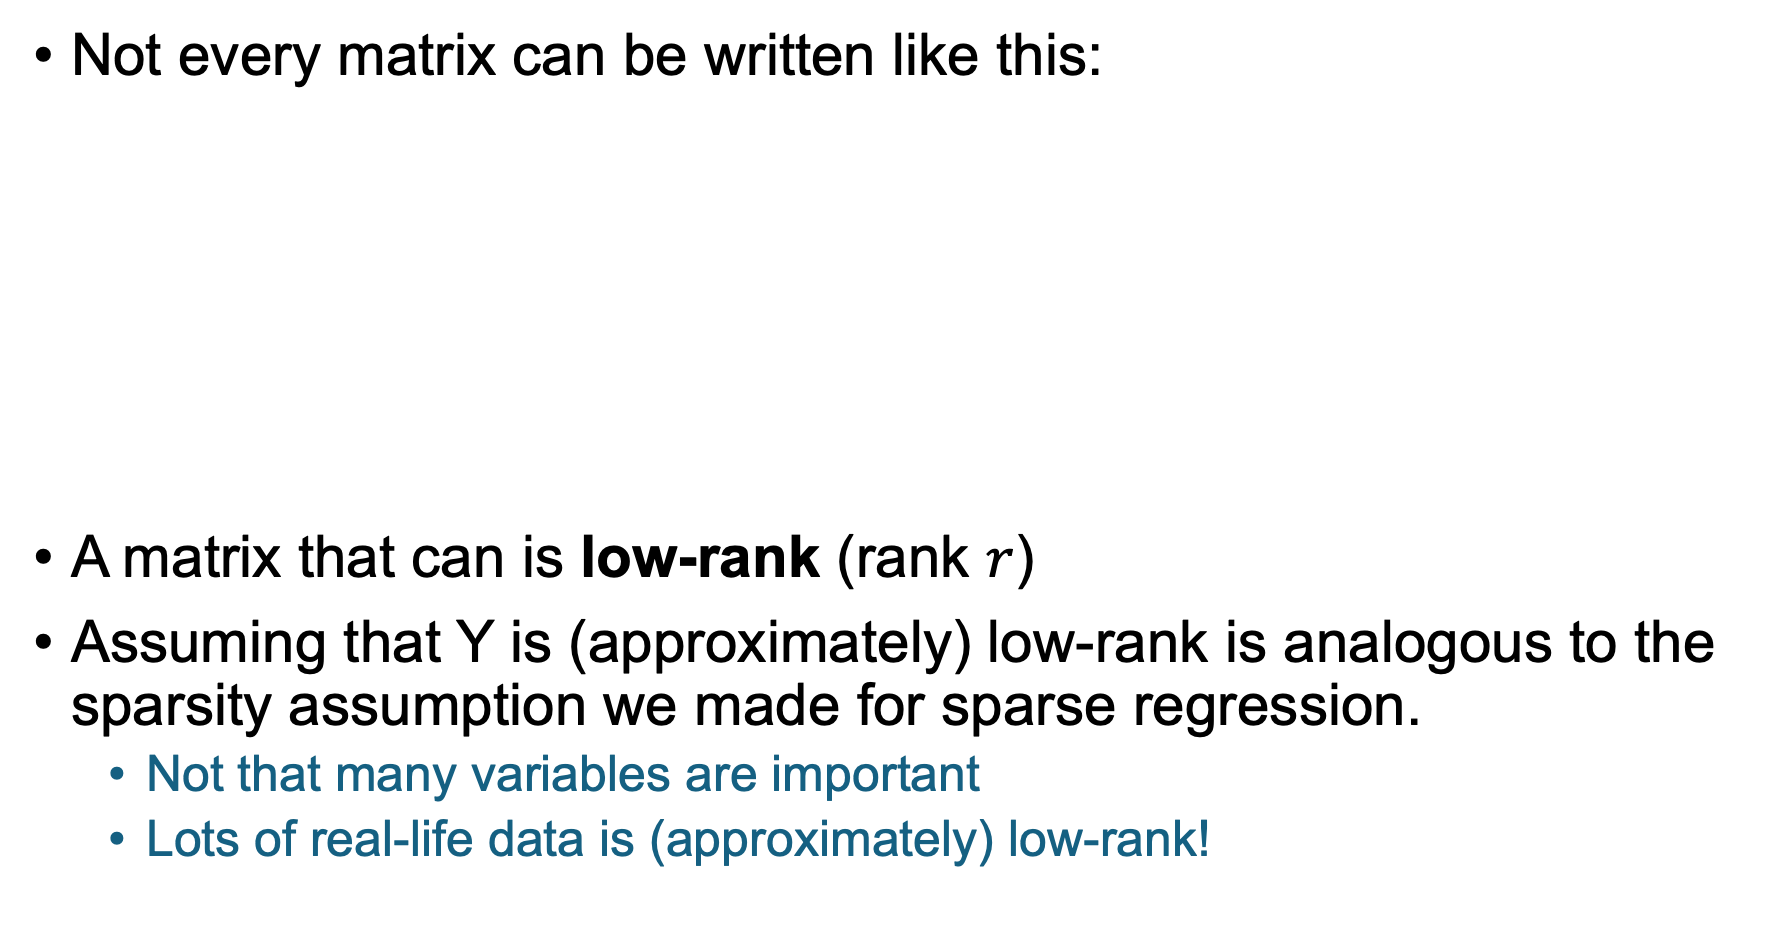 • Not every matrix can be written like this:
• A matrix that can is low-rank (rank r)
• Assuming that Y is (approximately) low-rank is analogous to the
sparsity assumption we made for sparse regression.
• Not that many variables are important
• Lots of real-life data is (approximately) low-rank!